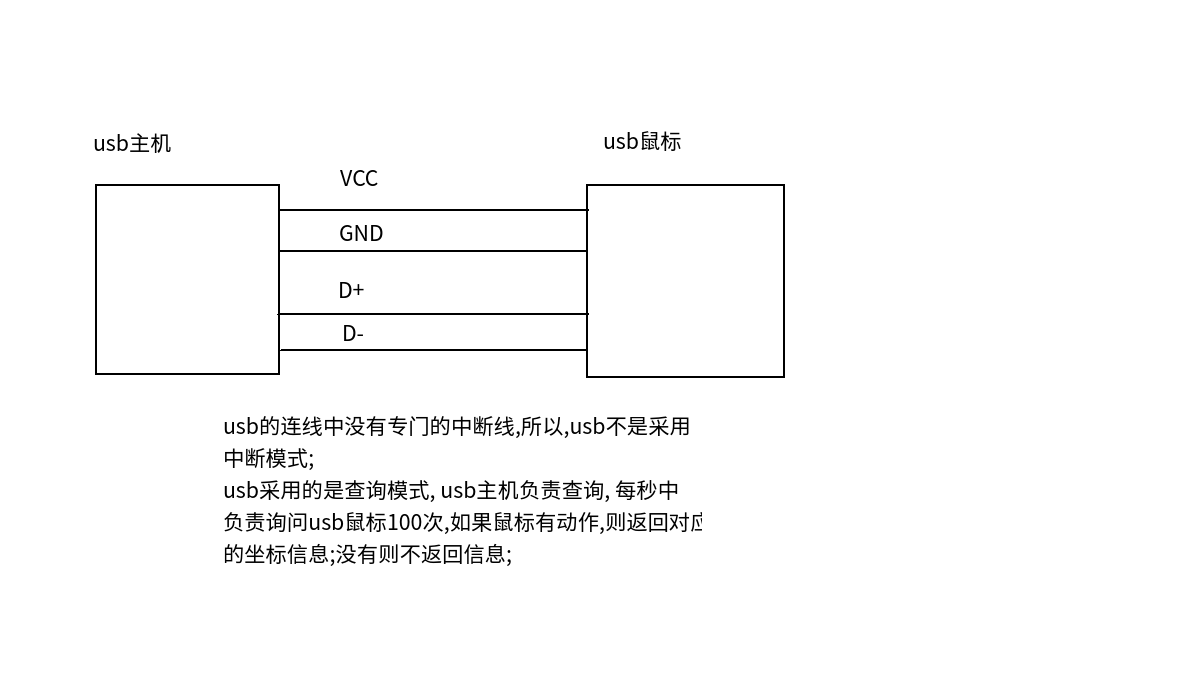 usb主机
usb鼠标
VCC
GND
D+
D-
usb的连线中没有专门的中断线,所以,usb不是采用
中断模式;
usb采用的是查询模式, usb主机负责查询, 每秒中
负责询问usb鼠标100次,如果鼠标有动作,则返回对应
的坐标信息;没有则不返回信息;